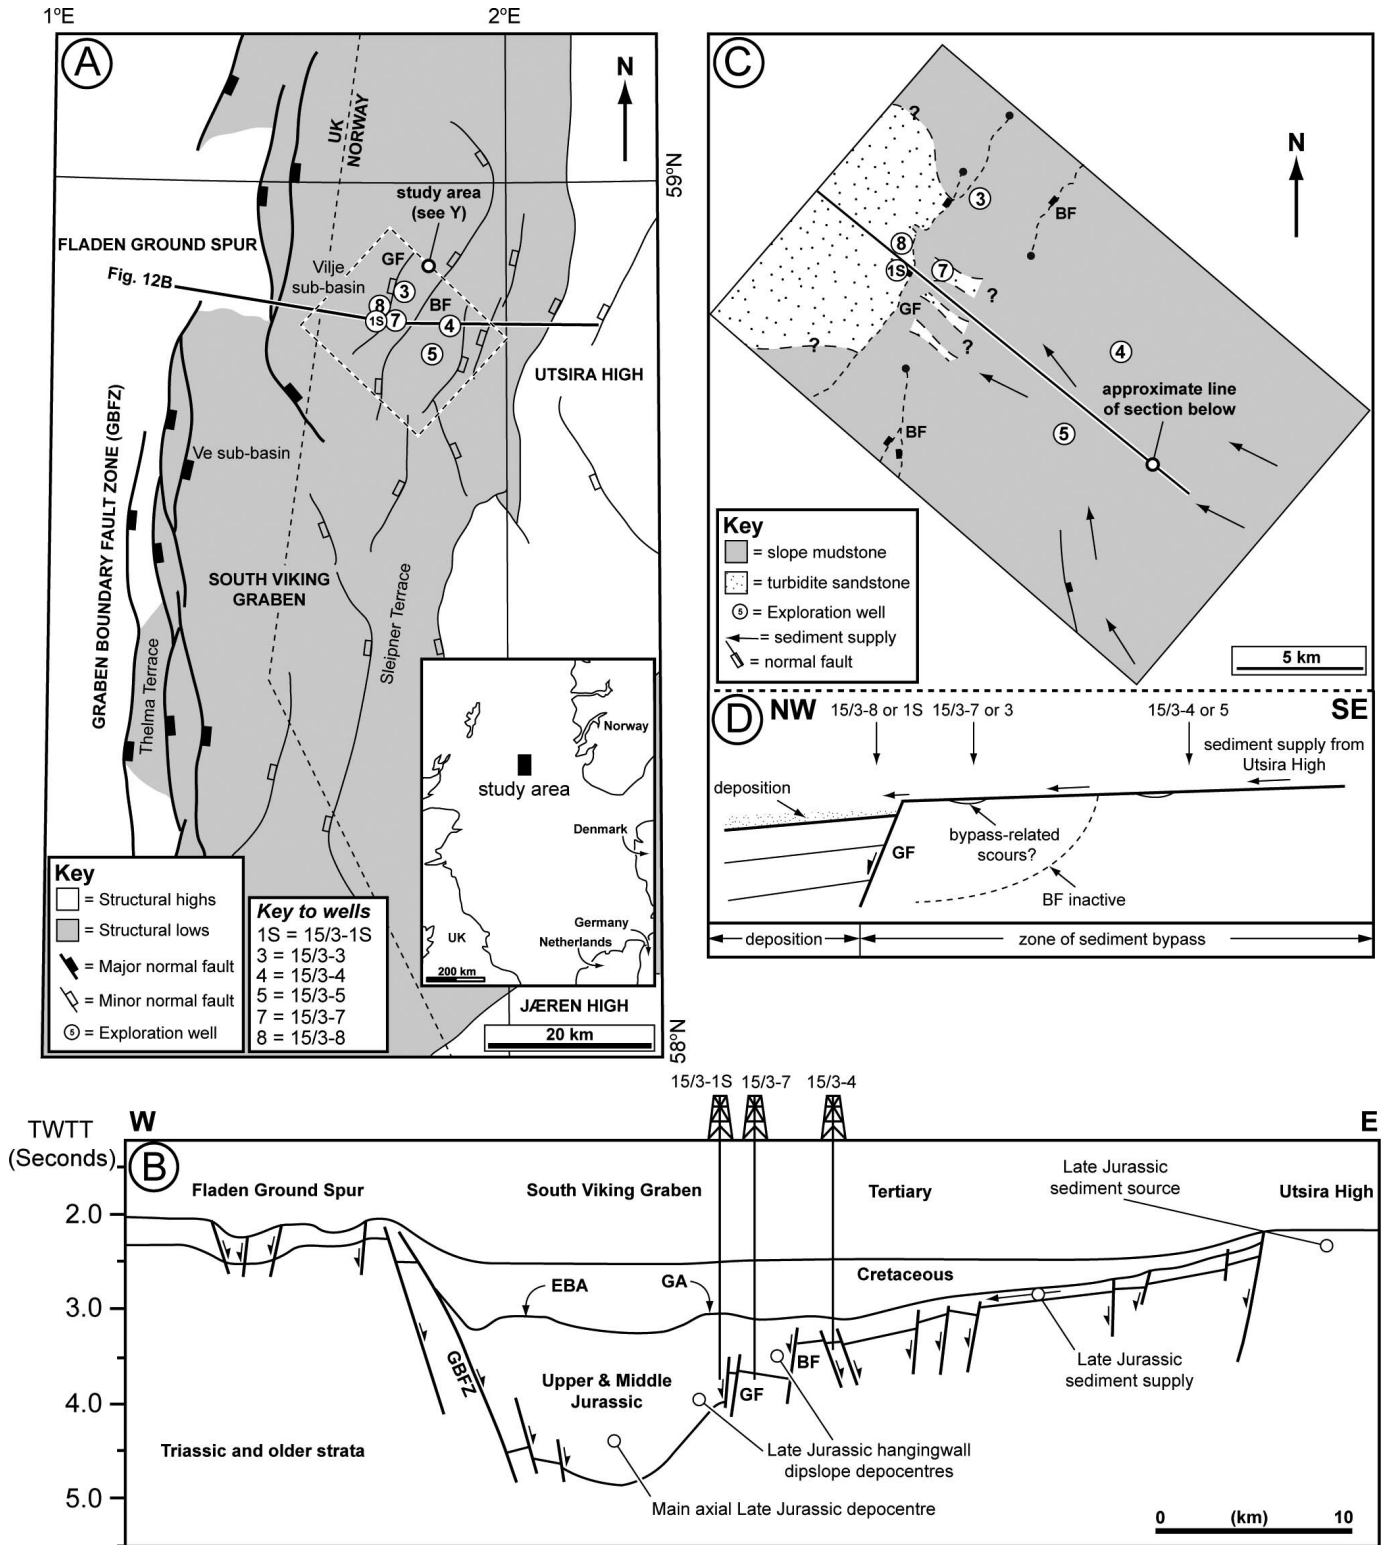 1ºE
2ºE
A
N
UK
NORWAY
59ºN
study area
(see Y)
FLADEN GROUND SPUR
Vilje
sub-basin
GF
Fig. 12B
3
8
BF
1S
7
4
5
UTSIRA HIGH
GRABEN BOUNDARY FAULT ZONE (GBFZ)
Ve sub-basin
SOUTH VIKING
GRABEN
Sleipner Terrace
Thelma Terrace
Norway
study area
Denmark
Germany
Netherlands
UK
200 km
Key
= Structural highs
= Structural lows
= Major normal fault
= Minor normal fault
5 = Exploration well
Key to wells
1S = 15/3-1S
3 = 15/3-3
4 = 15/3-4
5 = 15/3-5
7 = 15/3-7
8 = 15/3-8
JÆREN HIGH
20 km
58ºN
C
N
?
3
BF
8
1S
7
?
GF
?
?
4
approximate line
of section below
BF
5
Key
= slope mudstone
= turbidite sandstone
5 = Exploration well
= sediment supply
= normal fault
5 km
D
NW
15/3-8 or 1S
15/3-7 or 3
15/3-4 or 5
SE
sediment supply from
Utsira High
deposition
bypass-related
scours?
GF
BF inactive
deposition
zone of sediment bypass
15/3-1S
15/3-7
15/3-4
TWTT
(Seconds)
W
E
B
Fladen Ground Spur
South Viking Graben
Tertiary
Late Jurassic
sediment source
Utsira High
2.0
EBA
GA
Cretaceous
3.0
GBFZ
Upper & Middle
Jurassic
BF
GF
Late Jurassic
sediment supply
4.0
Triassic and older strata
Late Jurassic hangingwall
dipslope depocentres
5.0
Main axial Late Jurassic depocentre
0
(km)
10